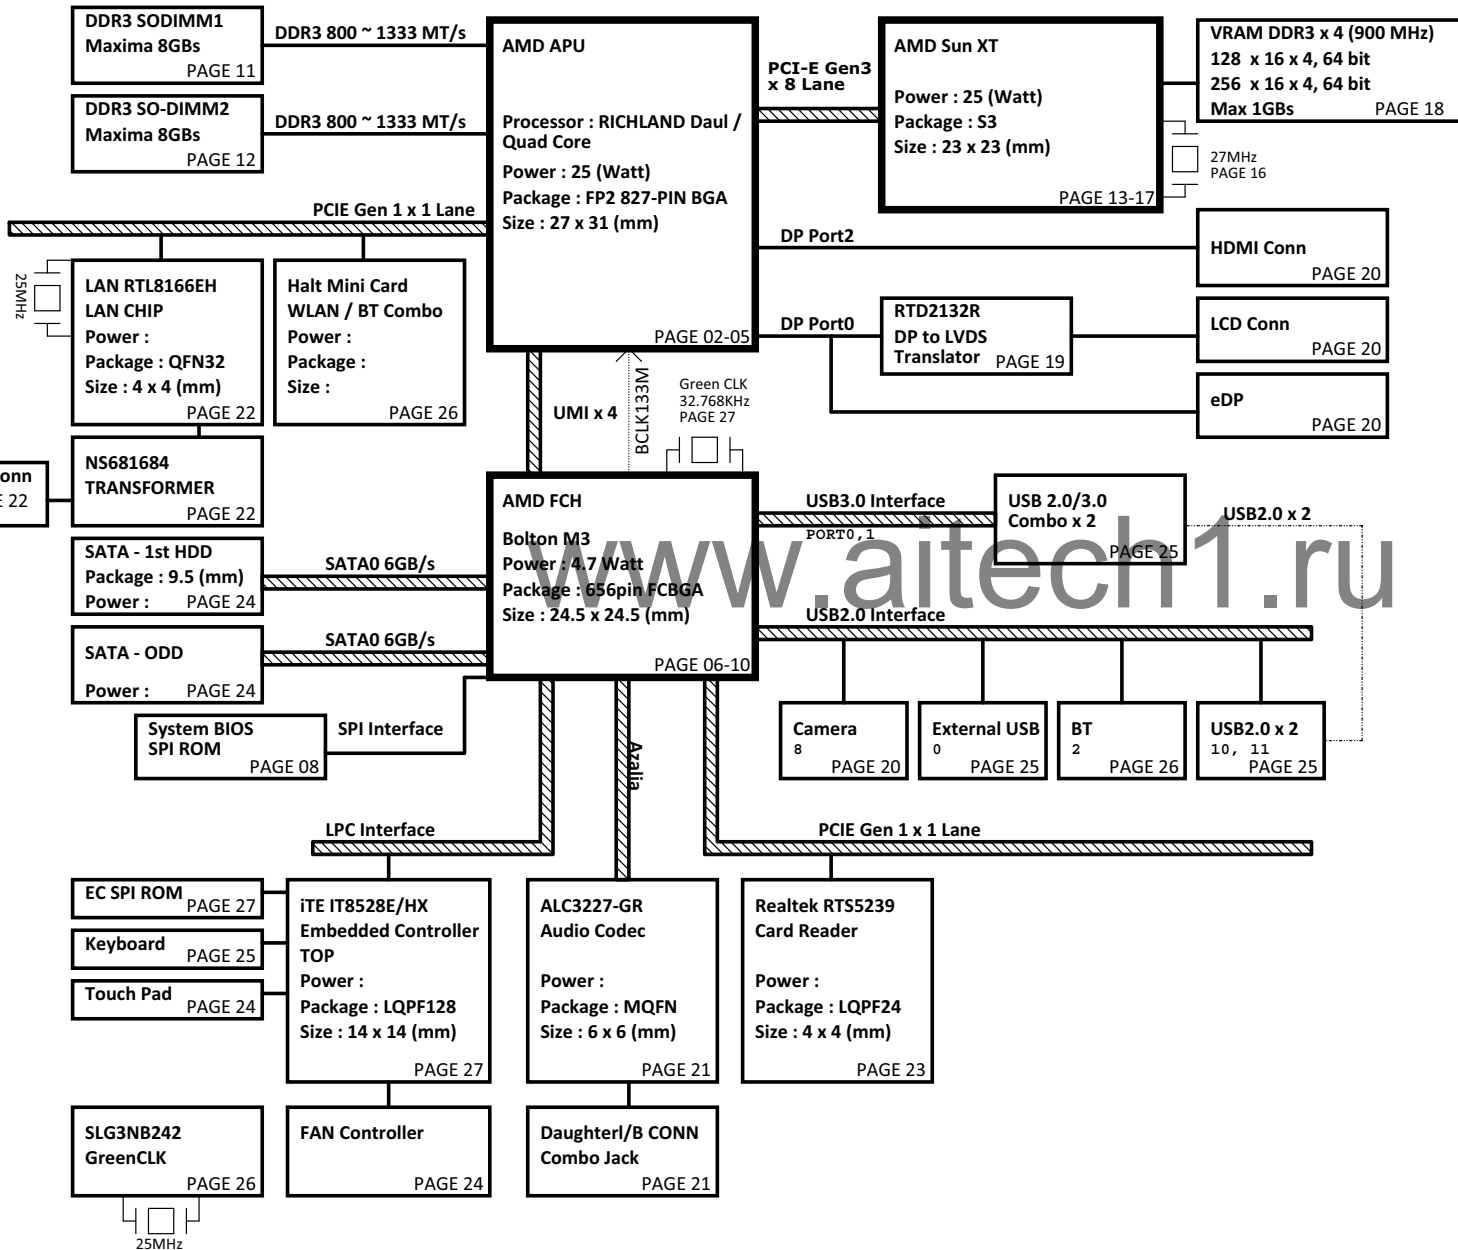 DDR3 SODIMM1
Maxima 8GBs
PAGE 11
DDR3 800 ~ 1333 MT/s
DDR3 SO-DIMM2
Maxima 8GBs
PAGE 12
DDR3 800 ~ 1333 MT/s
AMD APU
Processor : RICHLAND Daul /
Quad Core
Power : 25 (Watt)
Package : FP2 827-PIN BGA
Size : 27 x 31 (mm)
PAGE 02-05
PCI-E Gen3
x 8 Lane
AMD Sun XT
Power : 25 (Watt)
Package : S3
Size : 23 x 23 (mm)
PAGE 13-17
VRAM DDR3 x 4 (900 MHz)
128 x 16 x 4, 64 bit
256 x 16 x 4, 64 bit
Max 1GBs
PAGE 18
27MHz
PAGE 16
PCIE Gen 1 x 1 Lane
25MHz
LAN RTL8166EH
LAN CHIP
Power :
Package : QFN32
Size : 4 x 4 (mm)
PAGE 22
Halt Mini Card
WLAN / BT Combo
Power :
Package :
Size :
PAGE 26
DP Port2
HDMI Conn
PAGE 20
DP Port0
RTD2132R
DP to LVDS
Translator
PAGE 19
LCD Conn
PAGE 20
eDP
PAGE 20
UMI x 4
BCLK133M
Green CLK
32.768KHz
PAGE 27
onn
E 22
NS681684
TRANSFORMER
PAGE 22
AMD FCH
Bolton M3
Power : 4.7 Watt
Package : 656pin FCBGA
Size : 24.5 x 24.5 (mm)
PAGE 06-10
USB3.0 Interface
PORT0,1
USB 2.0/3.0
Combo x 2
PAGE 25
USB2.0 x 2
www.aitech1.ru
SATA - 1st HDD
Package : 9.5 (mm)
Power :
PAGE 24
SATA0 6GB/s
SATA - ODD
Power :
PAGE 24
SATA0 6GB/s
USB2.0 Interface
System BIOS
SPI ROM
PAGE 08
SPI Interface
Azalia
Camera
8
PAGE 20
External USB
0
PAGE 25
BT
2
PAGE 26
USB2.0 x 2
10, 11
PAGE 25
LPC Interface
PCIE Gen 1 x 1 Lane
EC SPI ROM
PAGE 27
Keyboard
PAGE 25
Touch Pad
PAGE 24
iTE IT8528E/HX
Embedded Controller
TOP
Power :
Package : LQPF128
Size : 14 x 14 (mm)
PAGE 27
ALC3227-GR
Audio Codec
Power :
Package : MQFN
Size : 6 x 6 (mm)
PAGE 21
Realtek RTS5239
Card Reader
Power :
Package : LQPF24
Size : 4 x 4 (mm)
PAGE 23
SLG3NB242
GreenCLK
PAGE 26
25MHz
FAN Controller
PAGE 24
Daughterl/B CONN
Combo Jack
PAGE 21